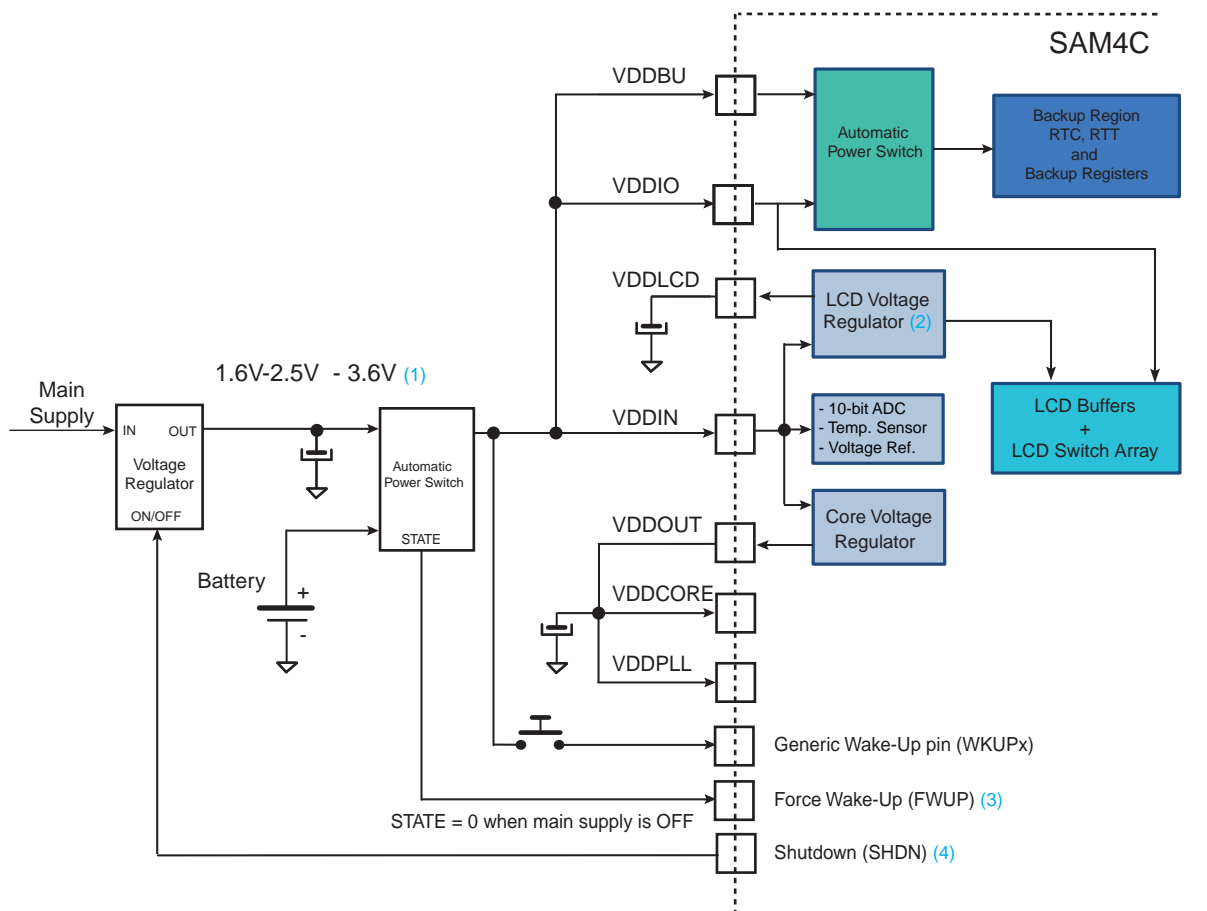 SAM4C
VDDBU
Automatic
Power Switch
Backup Region
RTC, RTT
and
Backup Registers
VDDIO
VDDLCD
LCD Voltage
Regulator (2)
1.6V-2.5V - 3.6V (1)
Main
Supply
IN
OUT
Voltage
Regulator
ON/OFF
Automatic
Power Switch
STATE
VDDIN
- 10-bit ADC
- Temp. Sensor
- Voltage Ref.
LCD Buffers
+
LCD Switch Array
VDDOUT
Core Voltage
Regulator
Battery
+
-
VDDCORE
VDDPLL
Generic Wake-Up pin (WKUPx)
Force Wake-Up (FWUP) (3)
STATE = 0 when main supply is OFF
Shutdown (SHDN) (4)